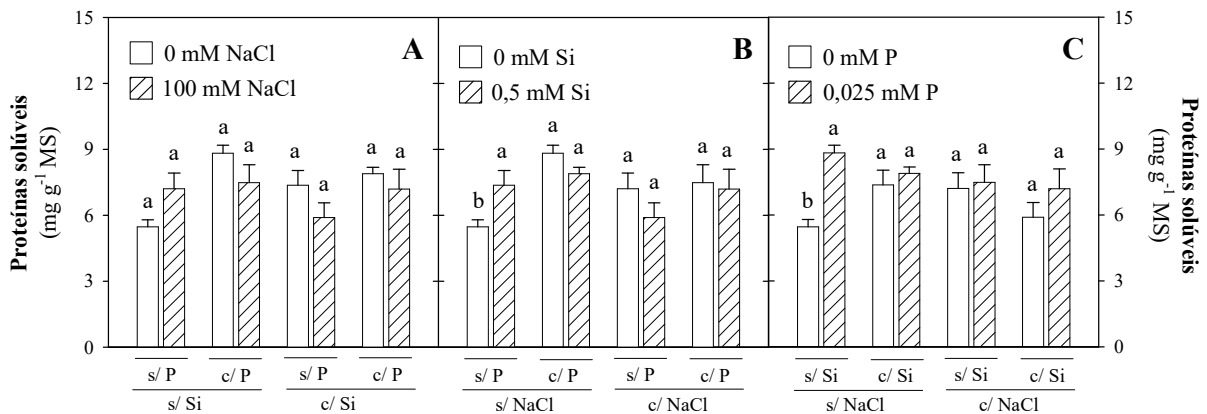 15
12
9
6
3
0
Proteínas solúveis
(mg g⁻¹ MS)
0 mM NaCl
100 mM NaCl
A
a a a a a a a a
s/ P c/ P s/ P c/ P
s/ Si c/ Si
0 mM Si
0,5 mM Si
B
b a a a a a a a
s/ P c/ P s/ P c/ P
s/ NaCl c/ NaCl
0 mM P
0,025 mM P
C
b a a a a a a a
s/ Si c/ Si s/ Si c/ Si
s/ NaCl c/ NaCl
15
12
9
6
3
0
Proteínas solúveis
(mg g⁻¹ MS)